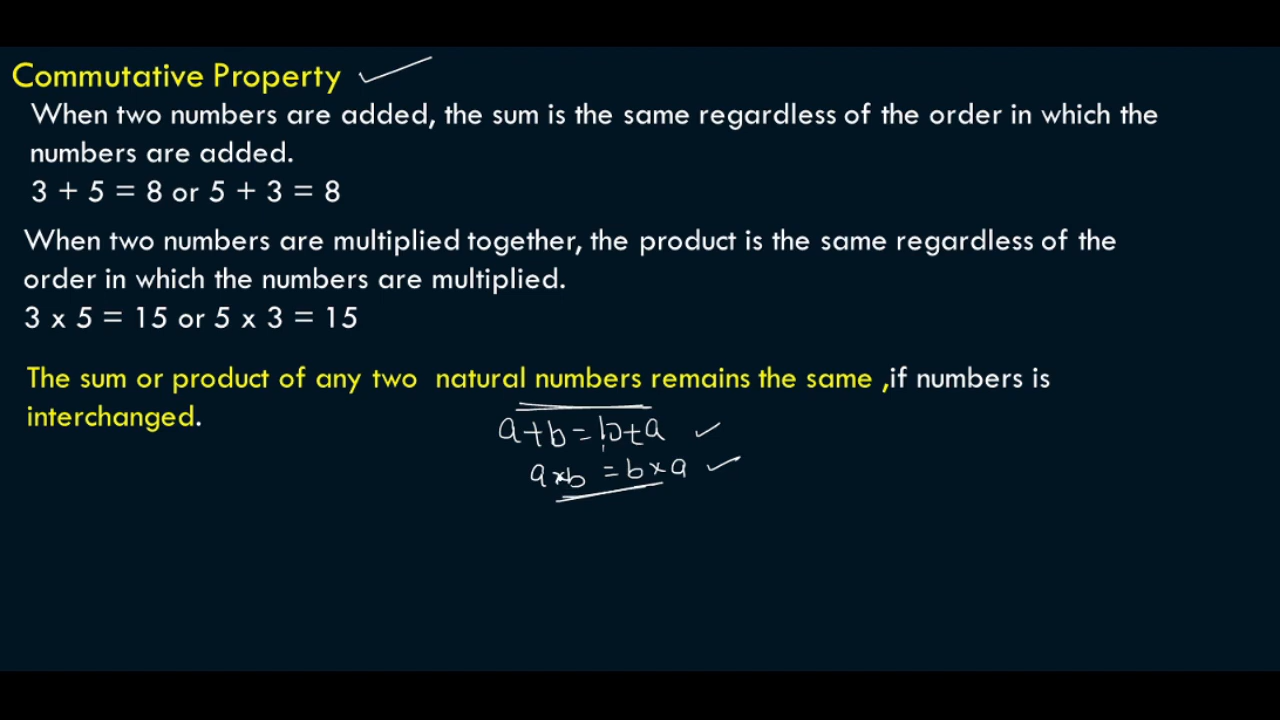 Commutative Property
When two numbers are added, the sum is the same regardless of the order in which the
numbers are added.
3 + 5 = 8 or 5 + 3 = 8
When two numbers are multiplied together, the product is the same regardless of the
order in which the numbers are multiplied.
3 x 5 = 15 or 5 x 3 = 15
The sum or product of any two natural numbers remains the same ,if numbers is
interchanged.
a+b=b+a
a×b =b×a